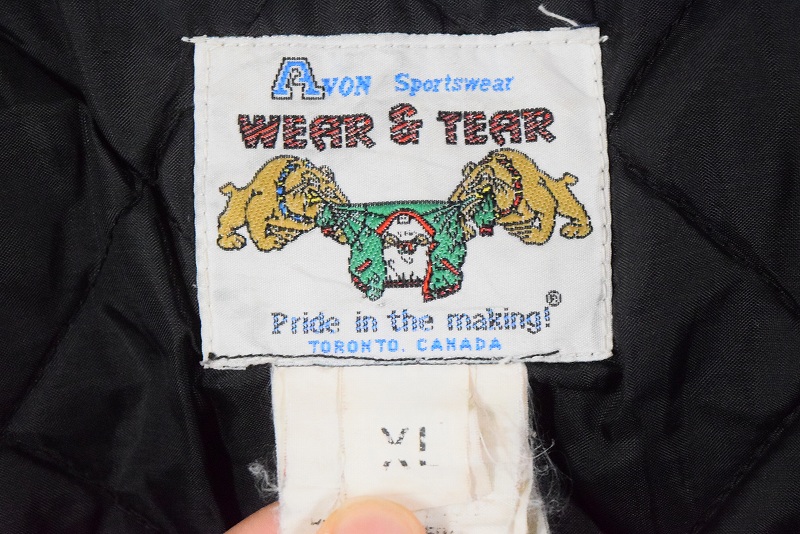 AVON Sportswear
WEAR & TEAR
Pride in the making!®
TORONTO. CANADA
XL